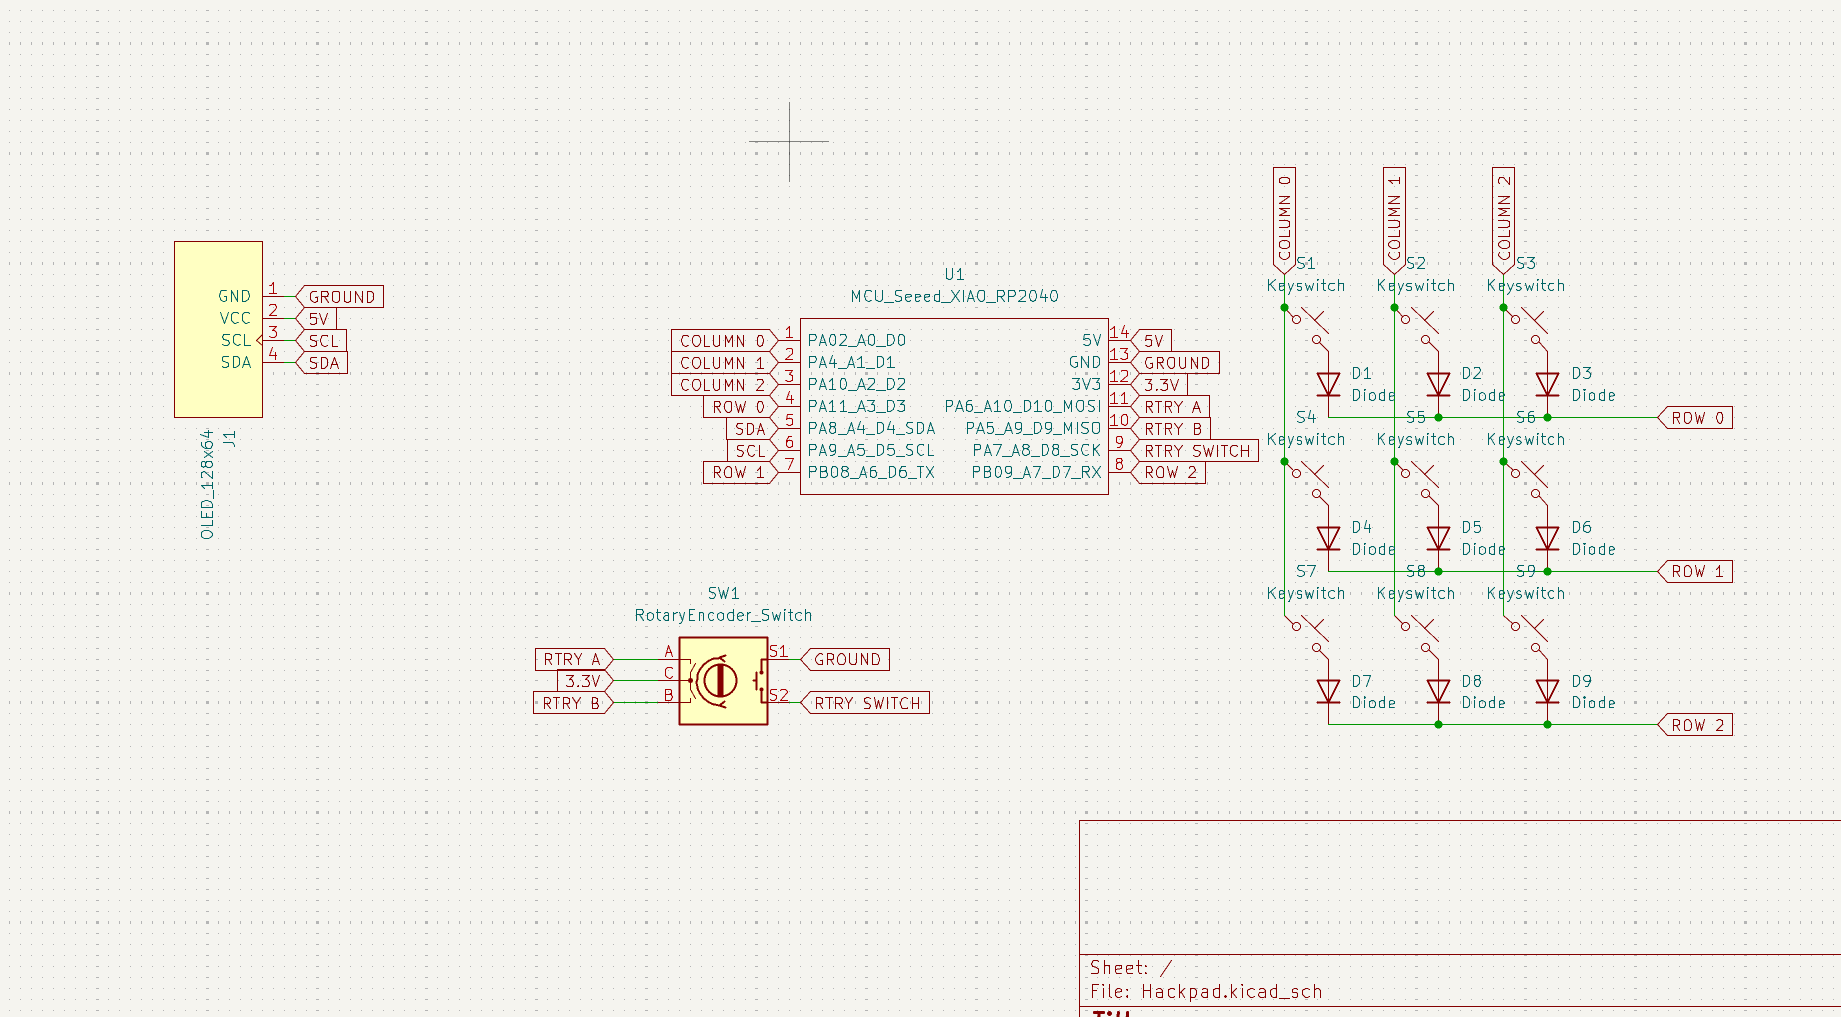 GND 1 GROUND
VCC 2 5V
SCL 3 SCL
SDA 4 SDA
OLED_128x64
J1
U1
MCU_Seeed_XIAO_RP2040
COLUMN 0 1 PA02_A0_D0 5V 14 5V
COLUMN 1 2 PA4_A1_D1 GND 13 GROUND
COLUMN 2 3 PA10_A2_D2 3V3 12 3.3V
ROW 0 4 PA11_A3_D3 PA6_A10_D10_MOSI 11 RTRY A
SDA 5 PA8_A4_D4_SDA PA5_A9_D9_MISO 10 RTRY B
SCL 6 PA9_A5_D5_SCL PA7_A8_D8_SCK 9 RTRY SWITCH
ROW 1 7 PB08_A6_D6_TX PB09_A7_D7_RX 8 ROW 2
SW1
RotaryEncoder_Switch
RTRY A A S1 GROUND
3.3V C
RTRY B B S2 RTRY SWITCH
COLUMN 0
COLUMN 1
COLUMN 2
S1 S2 S3
Keyswitch Keyswitch Keyswitch
D1 D2 D3
Diode Diode Diode
S4 S5 S6 ROW 0
Keyswitch Keyswitch Keyswitch
D4 D5 D6
Diode Diode Diode
S7 S8 S9 ROW 1
Keyswitch Keyswitch Keyswitch
D7 D8 D9
Diode Diode Diode
ROW 2
Sheet: /
File: Hackpad.kicad_sch